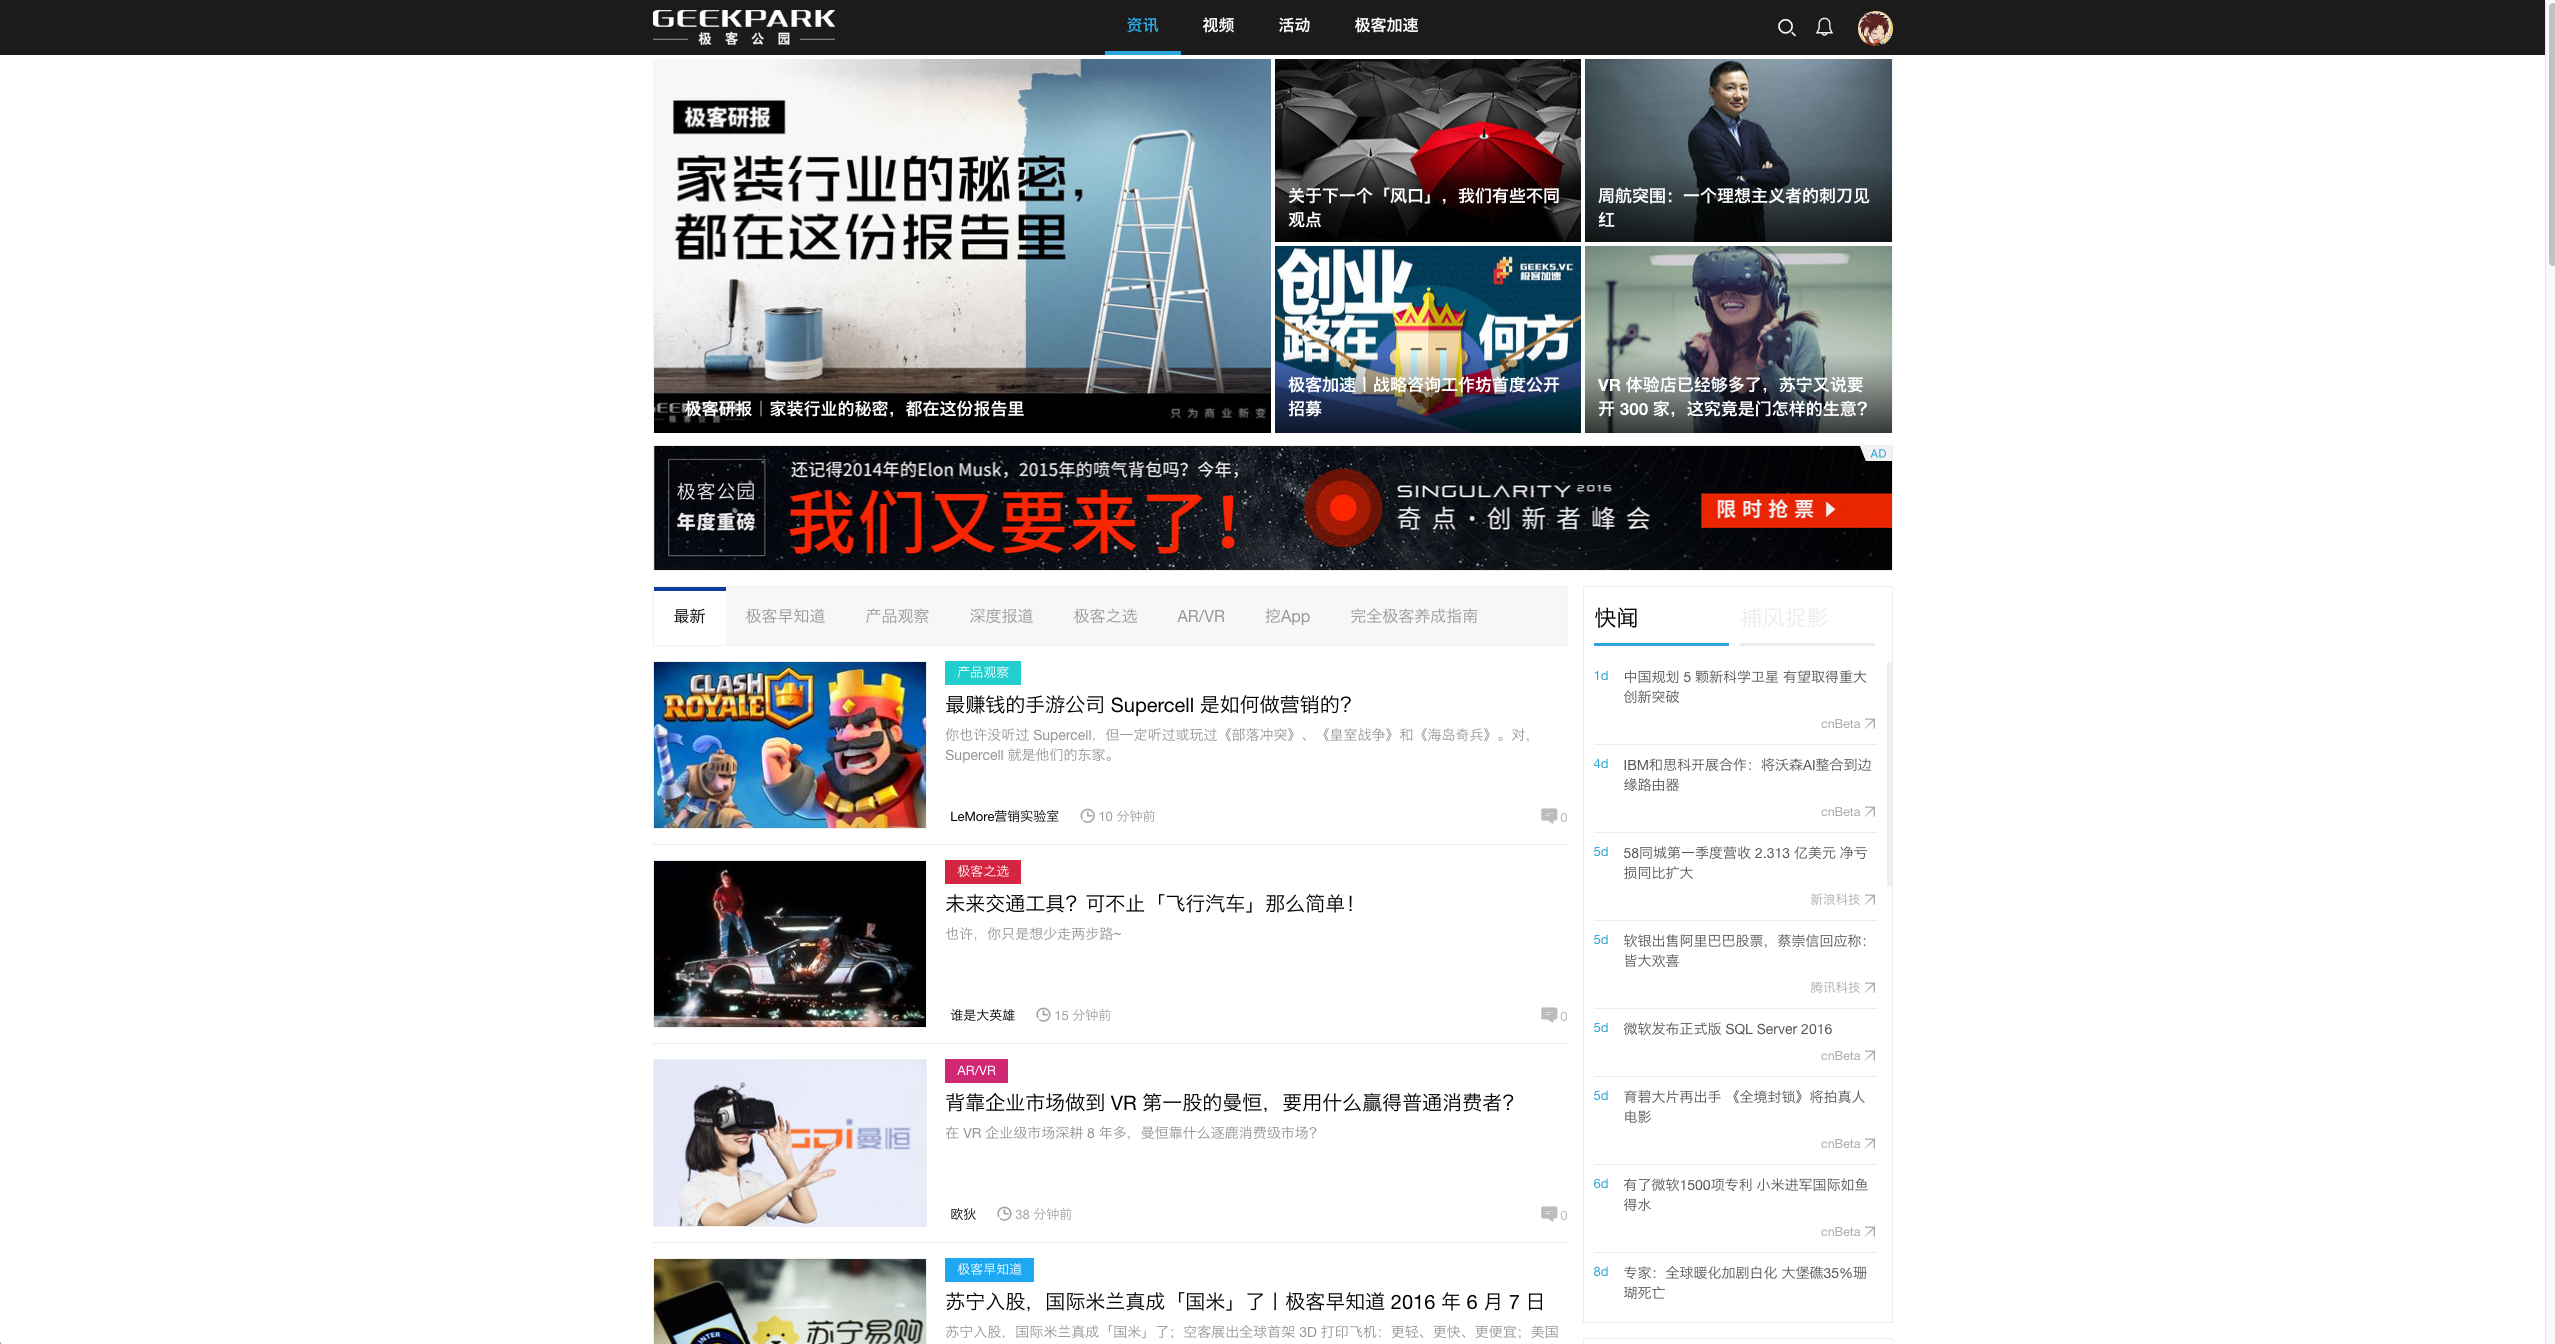 GEEKPARK
极客公园
资讯 视频 活动 极客加速
极客研报
家装行业的秘密，
都在这份报告里
极客研报｜家装行业的秘密，都在这份报告里
只为商业新变
关于下一个「风口」，我们有些不同
观点
周航突围：一个理想主义者的刺刀见
红
创业
路在何方
GEEKS.VC
极客加速
极客加速丨战略咨询工作坊首度公开
招募
VR 体验店已经够多了，苏宁又说要
开 300 家，这究竟是门怎样的生意？
极客公园
年度重磅
还记得2014年的Elon Musk，2015年的喷气背包吗？今年，
我们又要来了！
SINGULARITY 2016
奇点·创新者峰会
限时抢票
AD
最新 极客早知道 产品观察 深度报道 极客之选 AR/VR 挖App 完全极客养成指南
CLASH
ROYALE
产品观察
最赚钱的手游公司 Supercell 是如何做营销的？
你也许没听过 Supercell，但一定听过或玩过《部落冲突》、《皇室战争》和《海岛奇兵》。对，
Supercell 就是他们的东家。
LeMore营销实验室 10 分钟前 0
极客之选
未来交通工具？可不止「飞行汽车」那么简单！
也许，你只是想少走两步路~
谁是大英雄 15 分钟前 0
曼恒
AR/VR
背靠企业市场做到 VR 第一股的曼恒，要用什么赢得普通消费者？
在 VR 企业级市场深耕 8 年多，曼恒靠什么逐鹿消费级市场？
欧狄 38 分钟前 0
INTER
苏宁易购
极客早知道
苏宁入股，国际米兰真成「国米」了丨极客早知道 2016 年 6 月 7 日
苏宁入股，国际米兰真成「国米」了；空客展出全球首架 3D 打印飞机：更轻、更快、更便宜；美国
快闻 捕风捉影
1d 中国规划 5 颗新科学卫星 有望取得重大
创新突破
cnBeta
4d IBM和思科开展合作：将沃森AI整合到边
缘路由器
cnBeta
5d 58同城第一季度营收 2.313 亿美元 净亏
损同比扩大
新浪科技
5d 软银出售阿里巴巴股票，蔡崇信回应称：
皆大欢喜
腾讯科技
5d 微软发布正式版 SQL Server 2016
cnBeta
5d 育碧大片再出手 《全境封锁》将拍真人
电影
cnBeta
6d 有了微软1500项专利 小米进军国际如鱼
得水
cnBeta
8d 专家：全球暖化加剧白化 大堡礁35%珊
瑚死亡